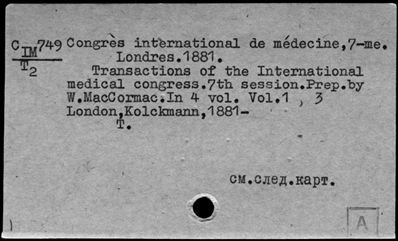 C IM 749 Congrès international de médecine,7-me.
T2 Londres.1881.
Transactions of the International
medical congress.7th session.Prep.by
W.MacCormac.In 4 vol. Vol.1 , 3
London,Kolckmann,1881-
T.
см.след.карт.
A